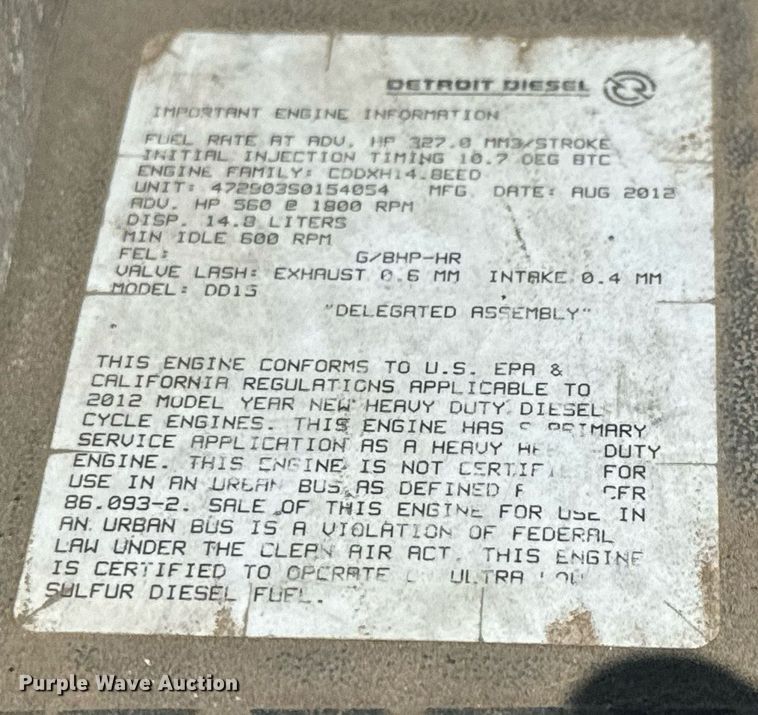 DETROIT DIESEL
IMPORTANT ENGINE INFORMATION
FUEL RATE AT ADV. HP 327.0 MM3/STROKE
INITIAL INJECTION TIMING 10.7 DEG BTC
ENGINE FAMILY: CDDXH14.8EED
UNIT: 472903S0154054 MFG. DATE: AUG 2012
ADV. HP 560 @ 1800 RPM
DISP. 14.8 LITERS
MIN IDLE 600 RPM
FEL: G/BHP-HR
VALVE LASH: EXHAUST 0.6 MM INTAKE 0.4 MM
MODEL: DD15
"DELEGATED ASSEMBLY"
THIS ENGINE CONFORMS TO U.S. EPA &
CALIFORNIA REGULATIONS APPLICABLE TO
2012 MODEL YEAR NEW HEAVY DUTY DIESEL
CYCLE ENGINES. THIS ENGINE HAS A PRIMARY
SERVICE APPLICATION AS A HEAVY DUTY
ENGINE. THIS ENGINE IS NOT FOR
USE IN AN URBAN BUS AS DEFINED CFR
86.093-2. SALE OF THIS ENGINE FOR USE IN
AN URBAN BUS IS A VIOLATION OF FEDERAL
LAW UNDER THE CLEAN AIR ACT. THIS ENGINE
IS CERTIFIED TO OPERATE ULTRA LOW
SULFUR DIESEL FUEL.
Purple Wave Auction